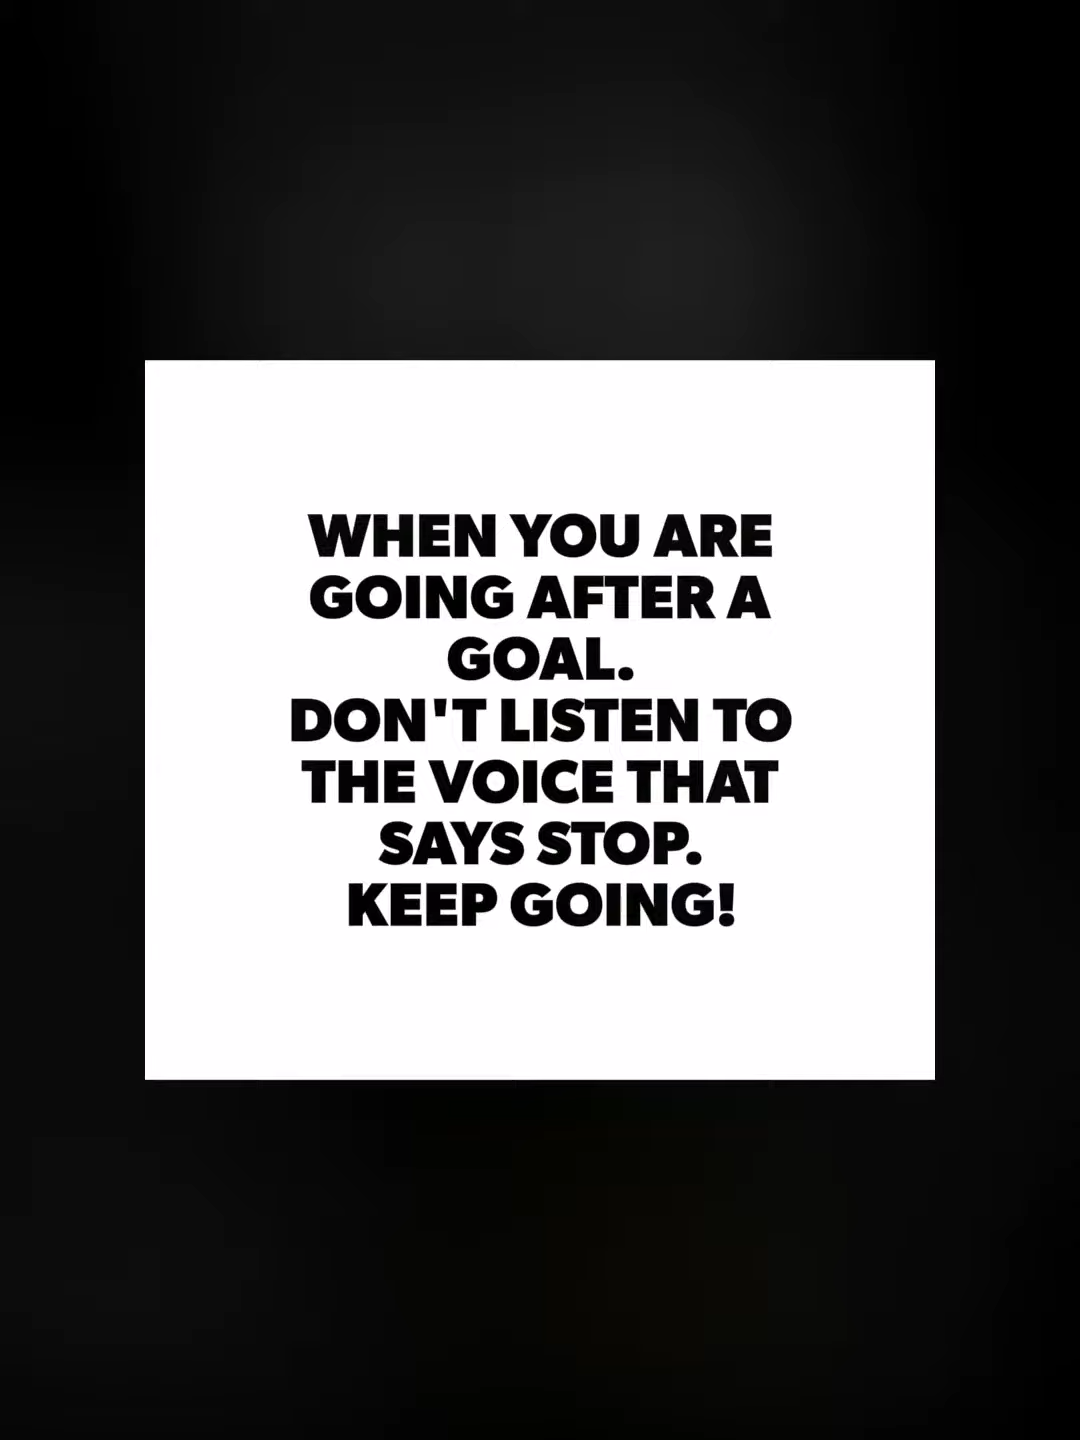 WHEN YOU ARE
GOING AFTER A
GOAL.
DON'T LISTEN TO
THE VOICE THAT
SAYS STOP.
KEEP GOING!